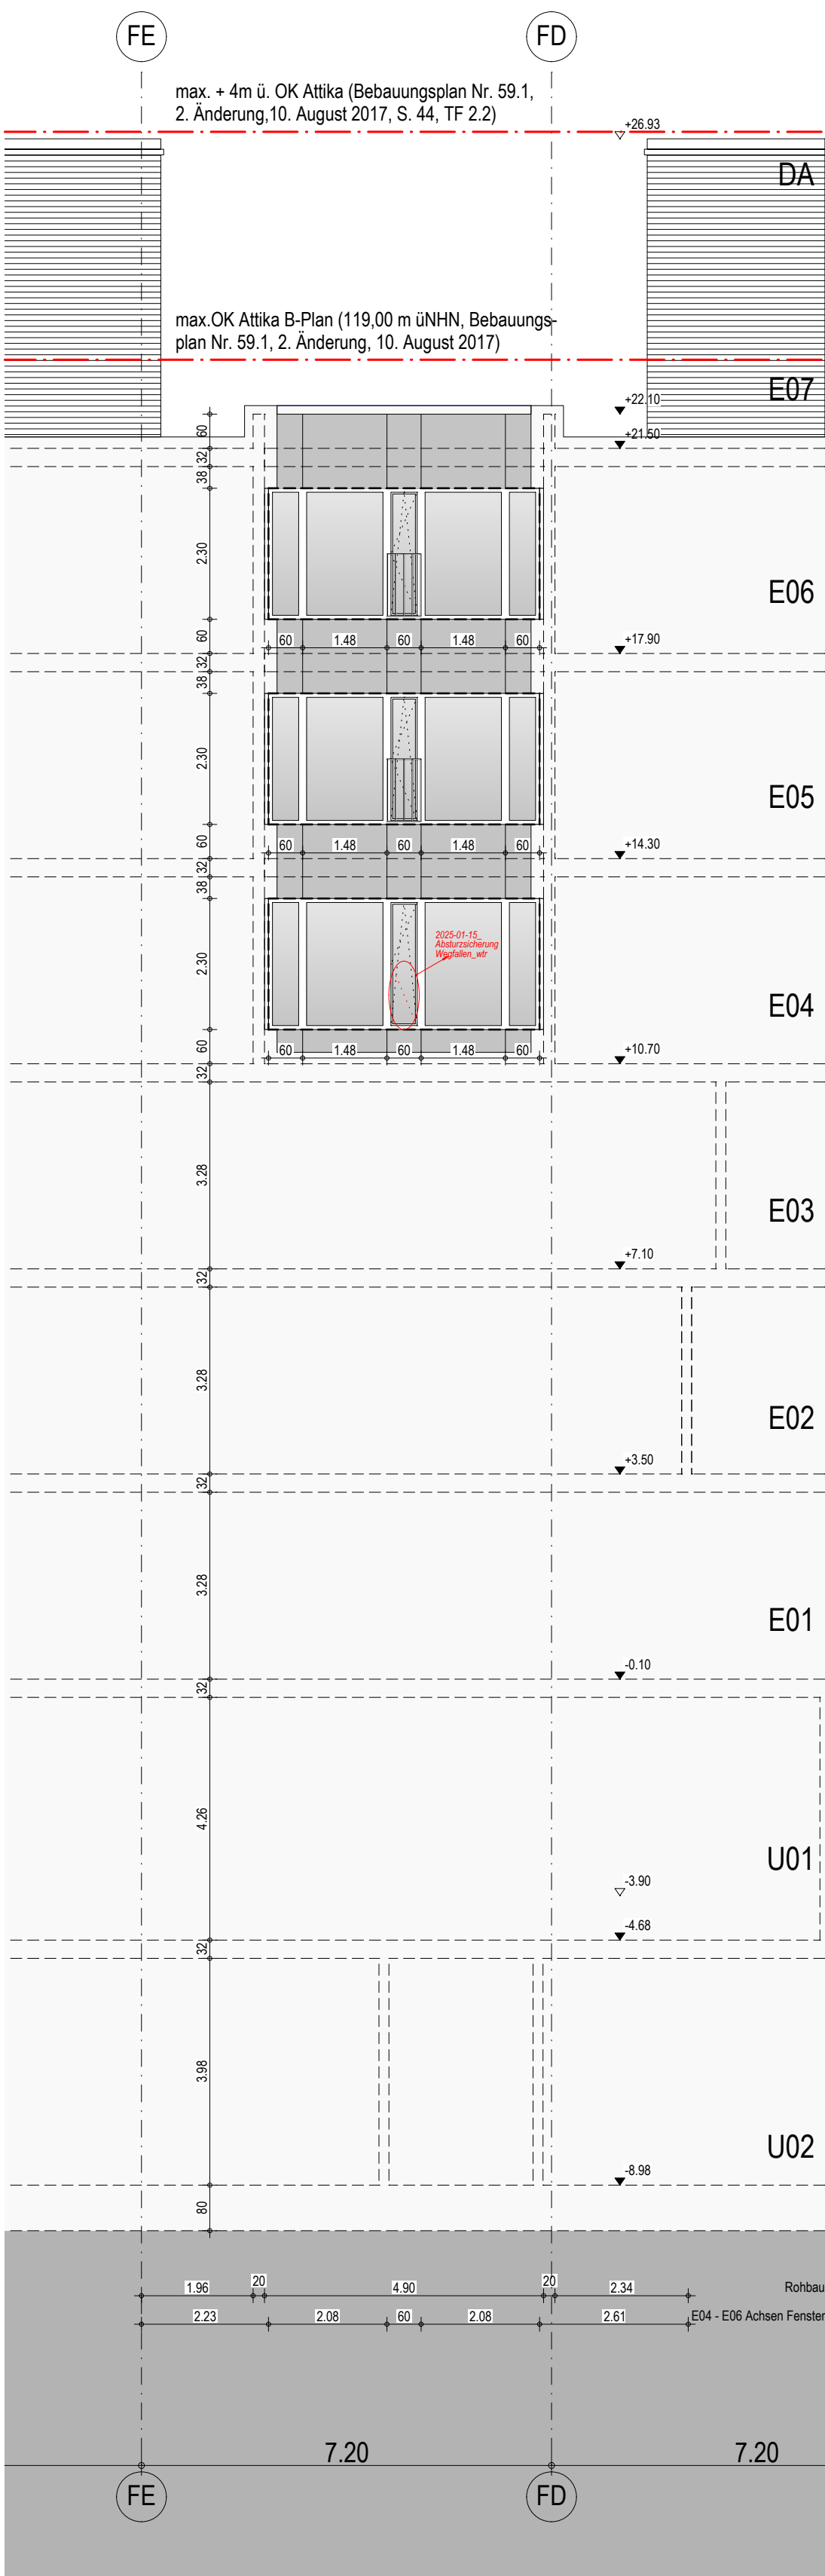 FE
FD
max. + 4m ü. OK Attika (Bebauungsplan Nr. 59.1,
2. Änderung,10. August 2017, S. 44, TF 2.2)
+26.93
DA
max.OK Attika B-Plan (119,00 m üNHN, Bebauungs-
plan Nr. 59.1, 2. Änderung, 10. August 2017)
E07
+22.10
60
+21.50
32
38
2.30
E06
60
60 1.48 60 1.48 60
+17.90
32
38
2.30
E05
60
60 1.48 60 1.48 60
+14.30
32
38
2025-01-15_
Absturzsicherung
Wegfallen_wtr
2.30
E04
60
60 1.48 60 1.48 60
+10.70
32
3.28
E03
+7.10
32
3.28
E02
+3.50
32
3.28
E01
-0.10
32
4.26
U01
-3.90
-4.68
32
3.98
U02
-8.98
80
1.96 20 4.90 20 2.34 Rohbau
2.23 2.08 60 2.08 2.61 E04 - E06 Achsen Fenster
7.20 7.20
FE
FD